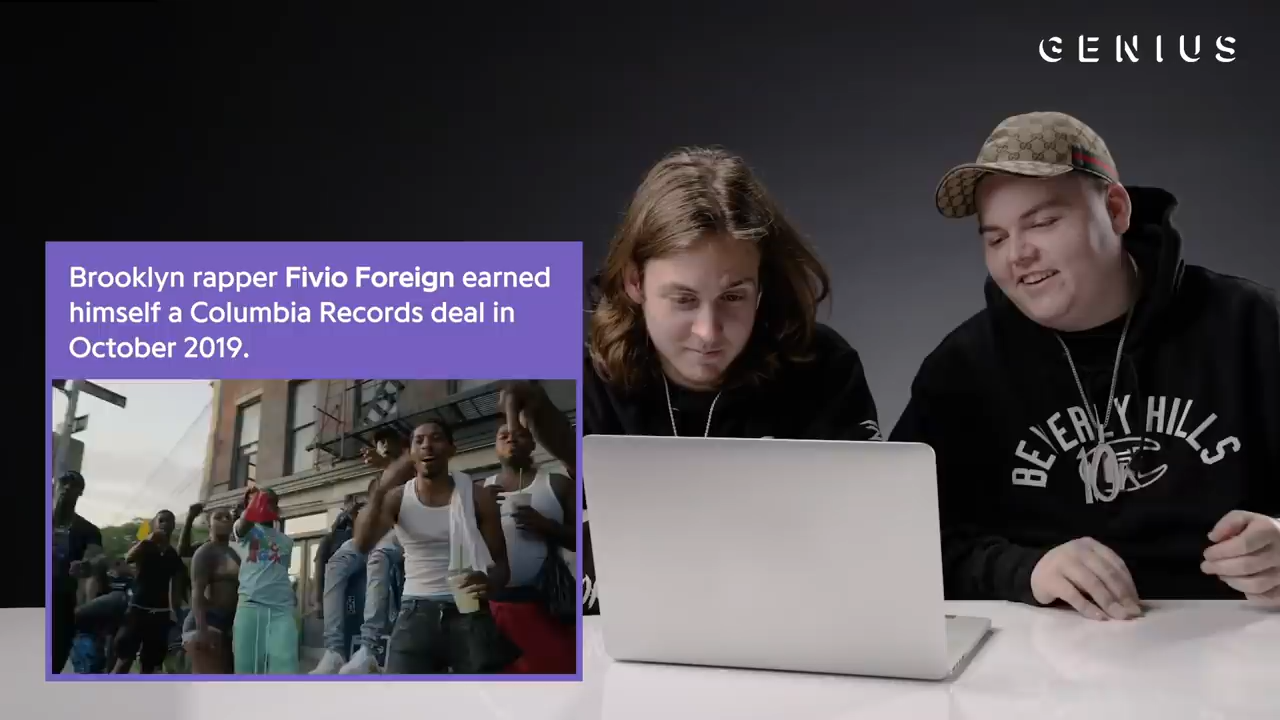 GENIUS
Brooklyn rapper Fivio Foreign earned
himself a Columbia Records deal in
October 2019.
BEVERLY HILLS